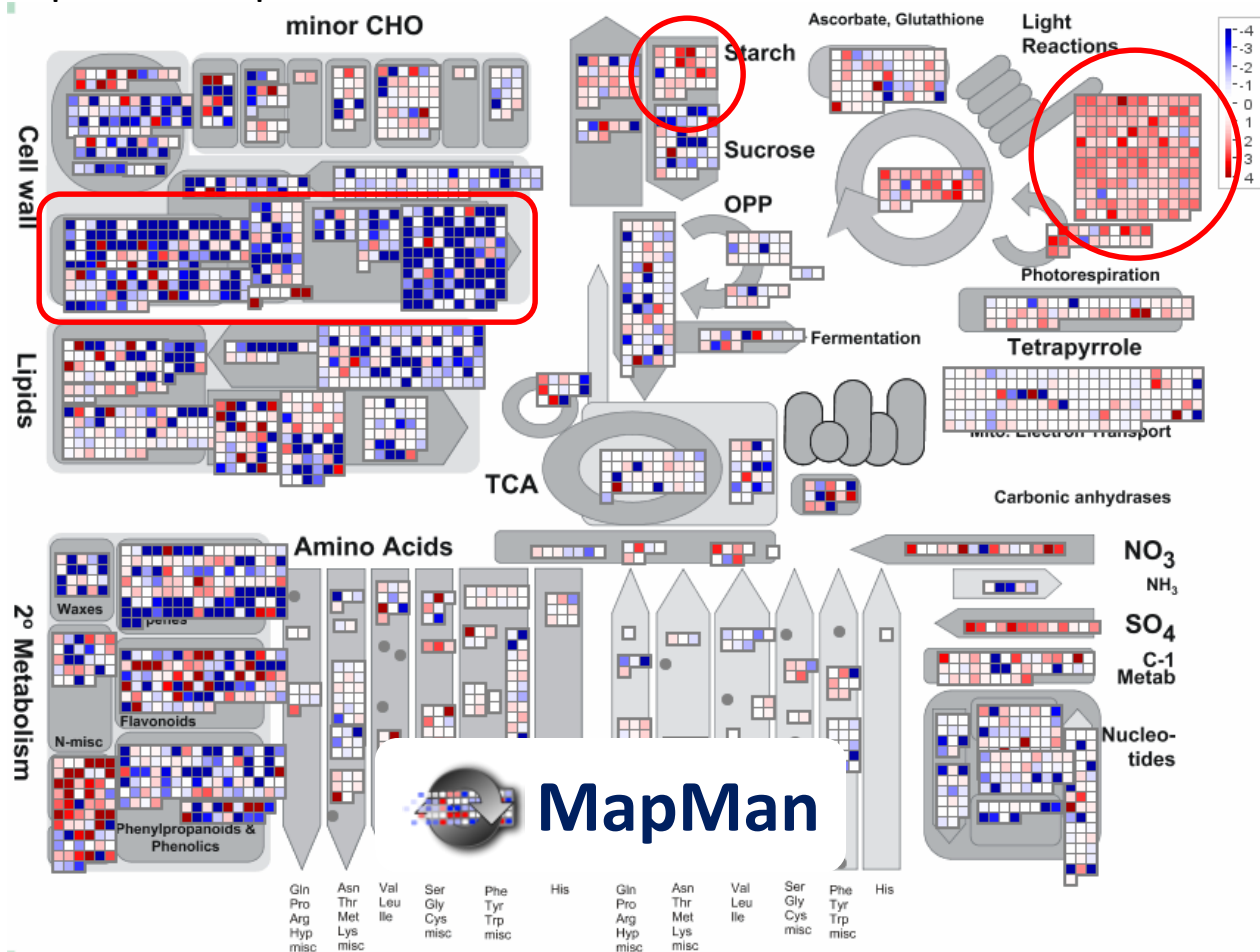 minor CHO
Starch
Sucrose
Ascorbate, Glutathione
Light
Reactions
-4
-3
-2
-1
0
1
2
3
4
Cell wall
OPP
Photorespiration
Fermentation
Tetrapyrrole
Mito. Electron Transport
Lipids
TCA
Carbonic anhydrases
Amino Acids
NO3
NH3
SO4
C-1
Metab
Nucleo-
tides
2º Metabolism
Waxes
Flavonoids
N-misc
Phenylpropanoids &
Phenolics
MapMan
Gln
Pro
Arg
Hyp
misc
Asn
Thr
Met
Lys
misc
Val
Leu
Ile
Ser
Gly
Cys
misc
Phe
Tyr
Trp
misc
His
Gln
Pro
Arg
Hyp
misc
Asn
Thr
Met
Lys
misc
Val
Leu
Ile
Ser
Gly
Cys
misc
Phe
Tyr
Trp
misc
His